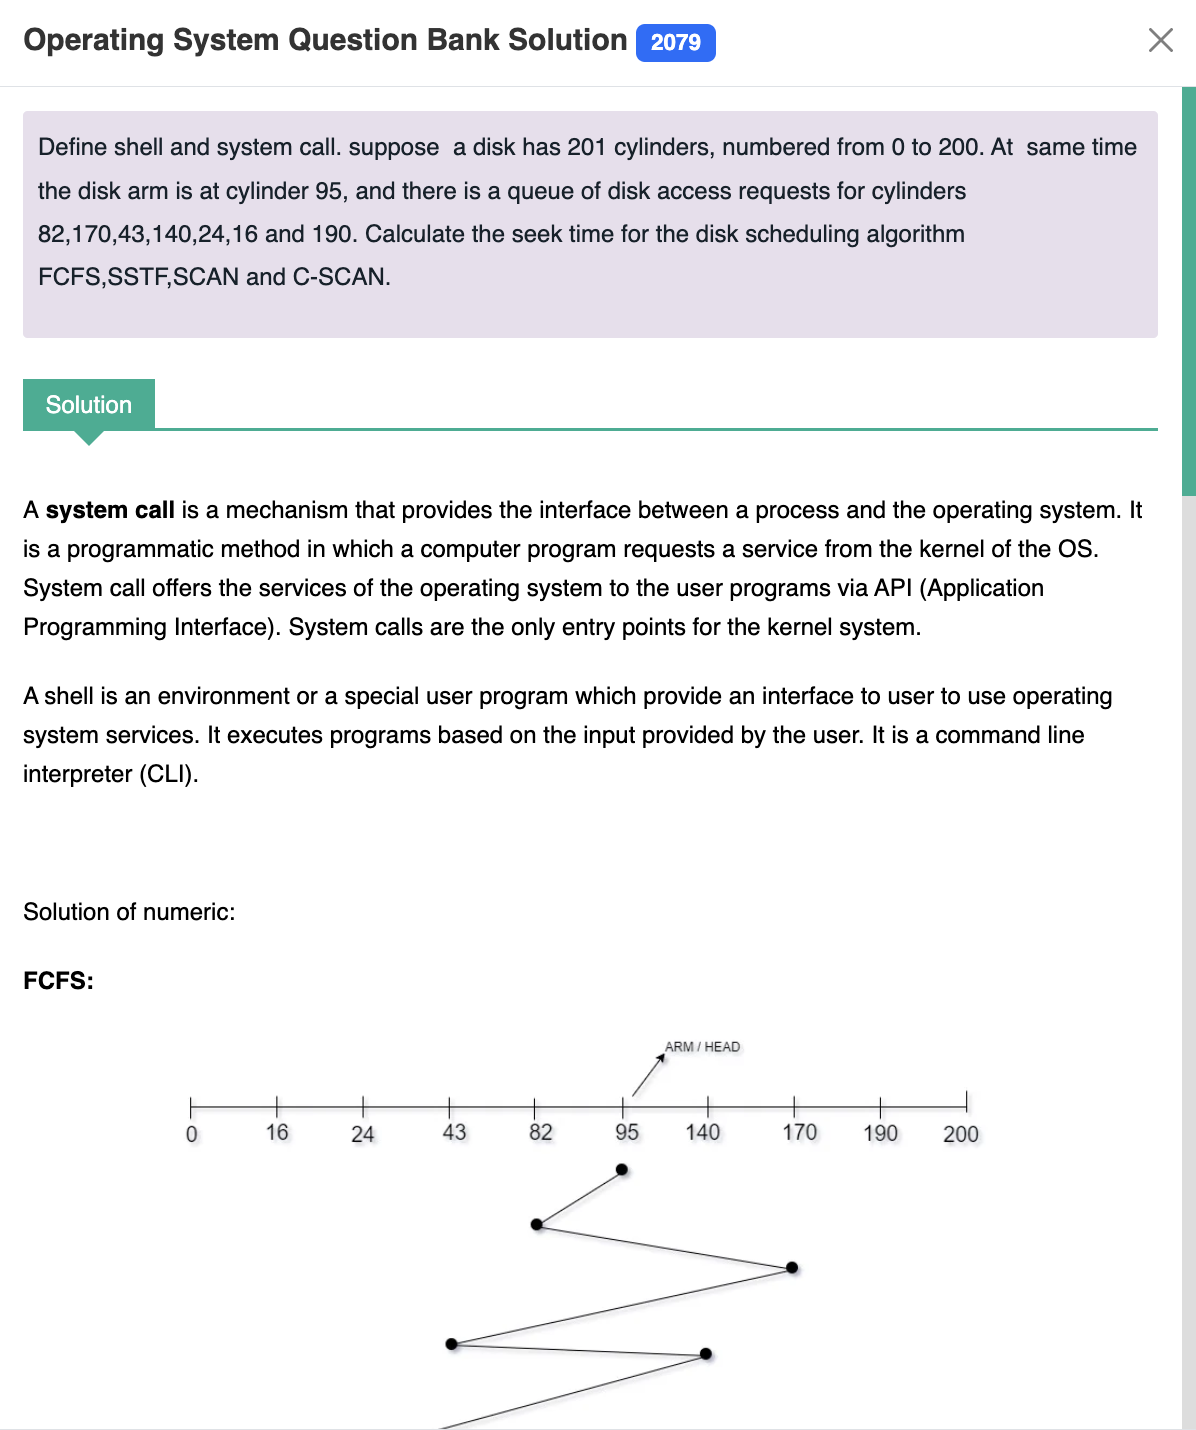 Operating System Question Bank Solution 2079
Define shell and system call. suppose  a disk has 201 cylinders, numbered from 0 to 200. At  same time
the disk arm is at cylinder 95, and there is a queue of disk access requests for cylinders
82,170,43,140,24,16 and 190. Calculate the seek time for the disk scheduling algorithm
FCFS,SSTF,SCAN and C-SCAN.
Solution
A system call is a mechanism that provides the interface between a process and the operating system. It
is a programmatic method in which a computer program requests a service from the kernel of the OS.
System call offers the services of the operating system to the user programs via API (Application
Programming Interface). System calls are the only entry points for the kernel system.
A shell is an environment or a special user program which provide an interface to user to use operating
system services. It executes programs based on the input provided by the user. It is a command line
interpreter (CLI).
Solution of numeric:
FCFS:
ARM / HEAD
0 16 24 43 82 95 140 170 190 200